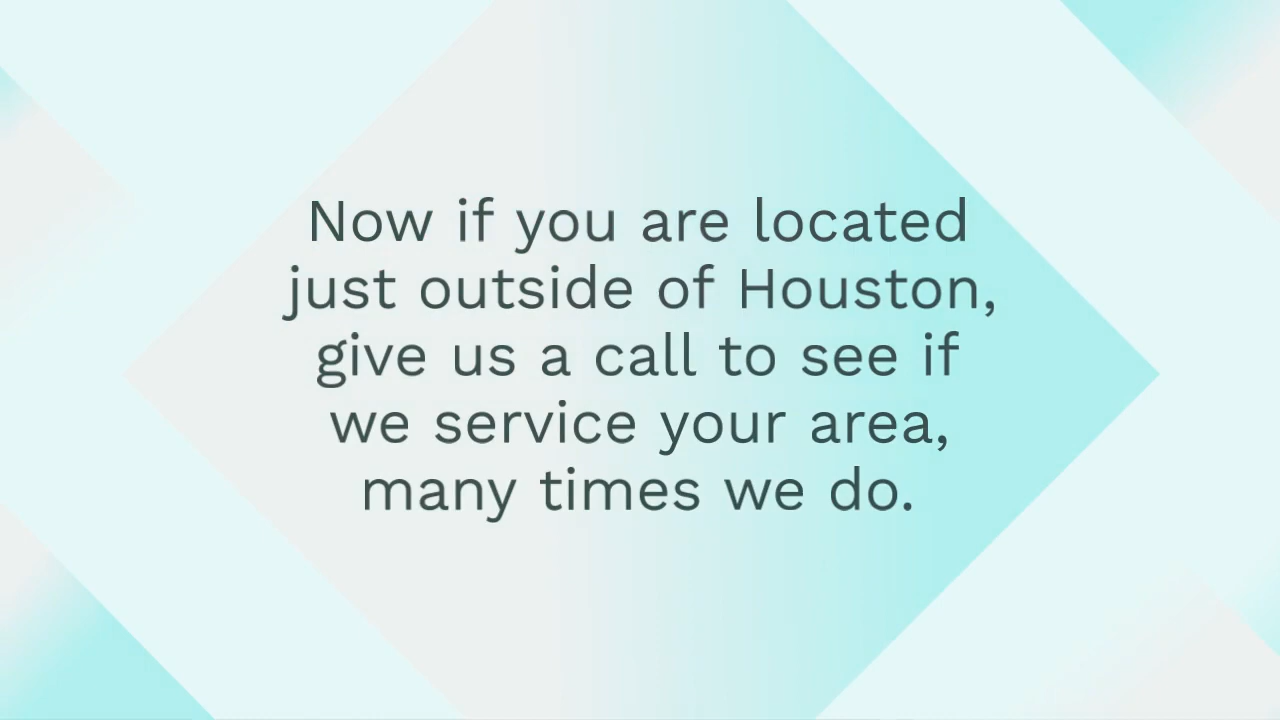 Now if you are located
just outside of Houston,
give us a call to see if
we service your area,
many times we do.